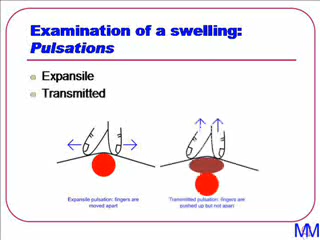 Examination of a swelling:
Pulsations
Expansile
Transmitted
Expansile pulsation: fingers are
moved apart
Transmitted pulsation: fingers are
pushed up but not apart
MM